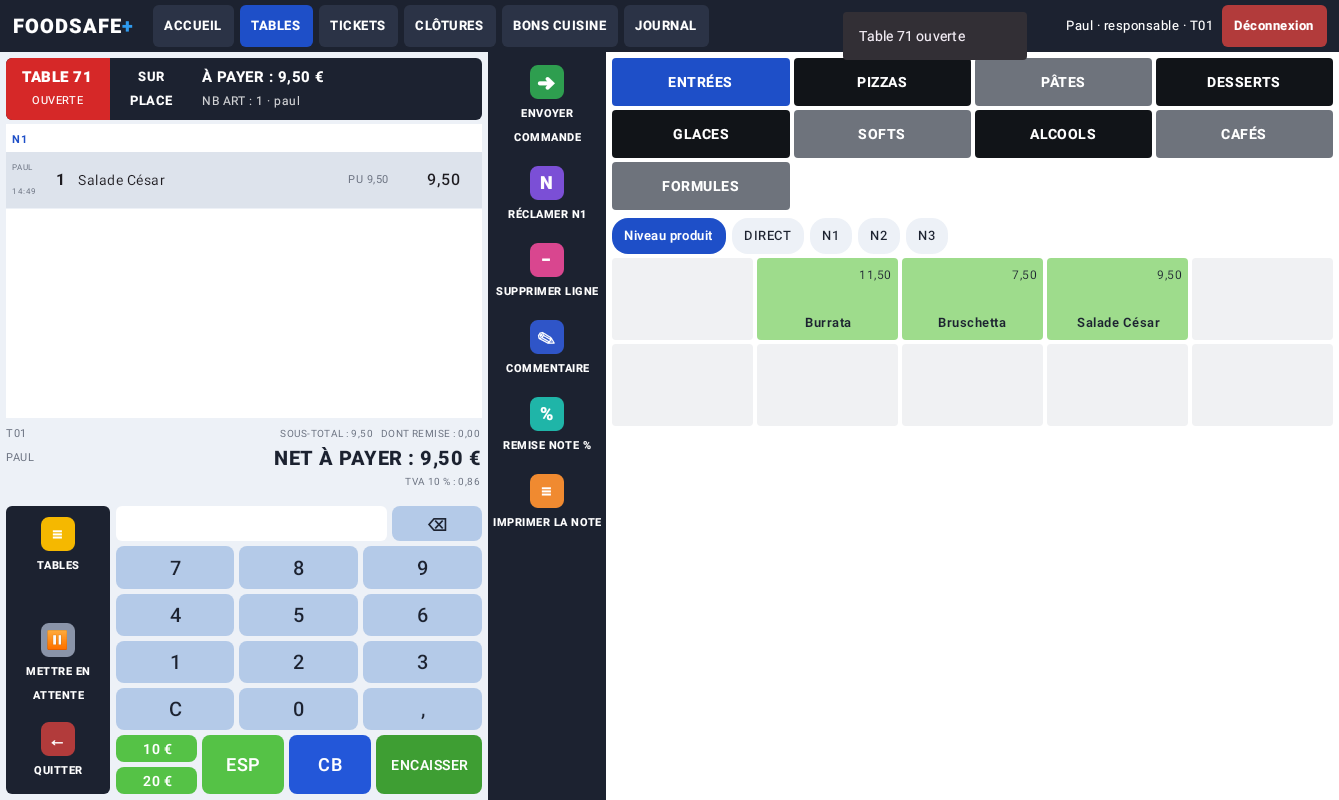 FOODSAFE+
ACCUEIL
TABLES
TICKETS
CLÔTURES
BONS CUISINE
JOURNAL
Table 71 ouverte
Paul · responsable · T01
Déconnexion
TABLE 71
OUVERTE
SUR
PLACE
À PAYER : 9,50 €
NB ART : 1 · paul
N1
PAUL
14:49
1 Salade César PU 9,50 9,50
T01
PAUL
SOUS-TOTAL : 9,50 DONT REMISE : 0,00
NET À PAYER : 9,50 €
TVA 10 % : 0,86
TABLES
METTRE EN
ATTENTE
←
QUITTER
7 8 9
4 5 6
1 2 3
C 0 ,
10 €
20 €
ESP
CB
ENCAISSER
ENVOYER
COMMANDE
N
RÉCLAMER N1
−
SUPPRIMER LIGNE
COMMENTAIRE
%
REMISE NOTE %
IMPRIMER LA NOTE
ENTRÉES
PIZZAS
PÂTES
DESSERTS
GLACES
SOFTS
ALCOOLS
CAFÉS
FORMULES
Niveau produit
DIRECT
N1
N2
N3
11,50
Burrata
7,50
Bruschetta
9,50
Salade César